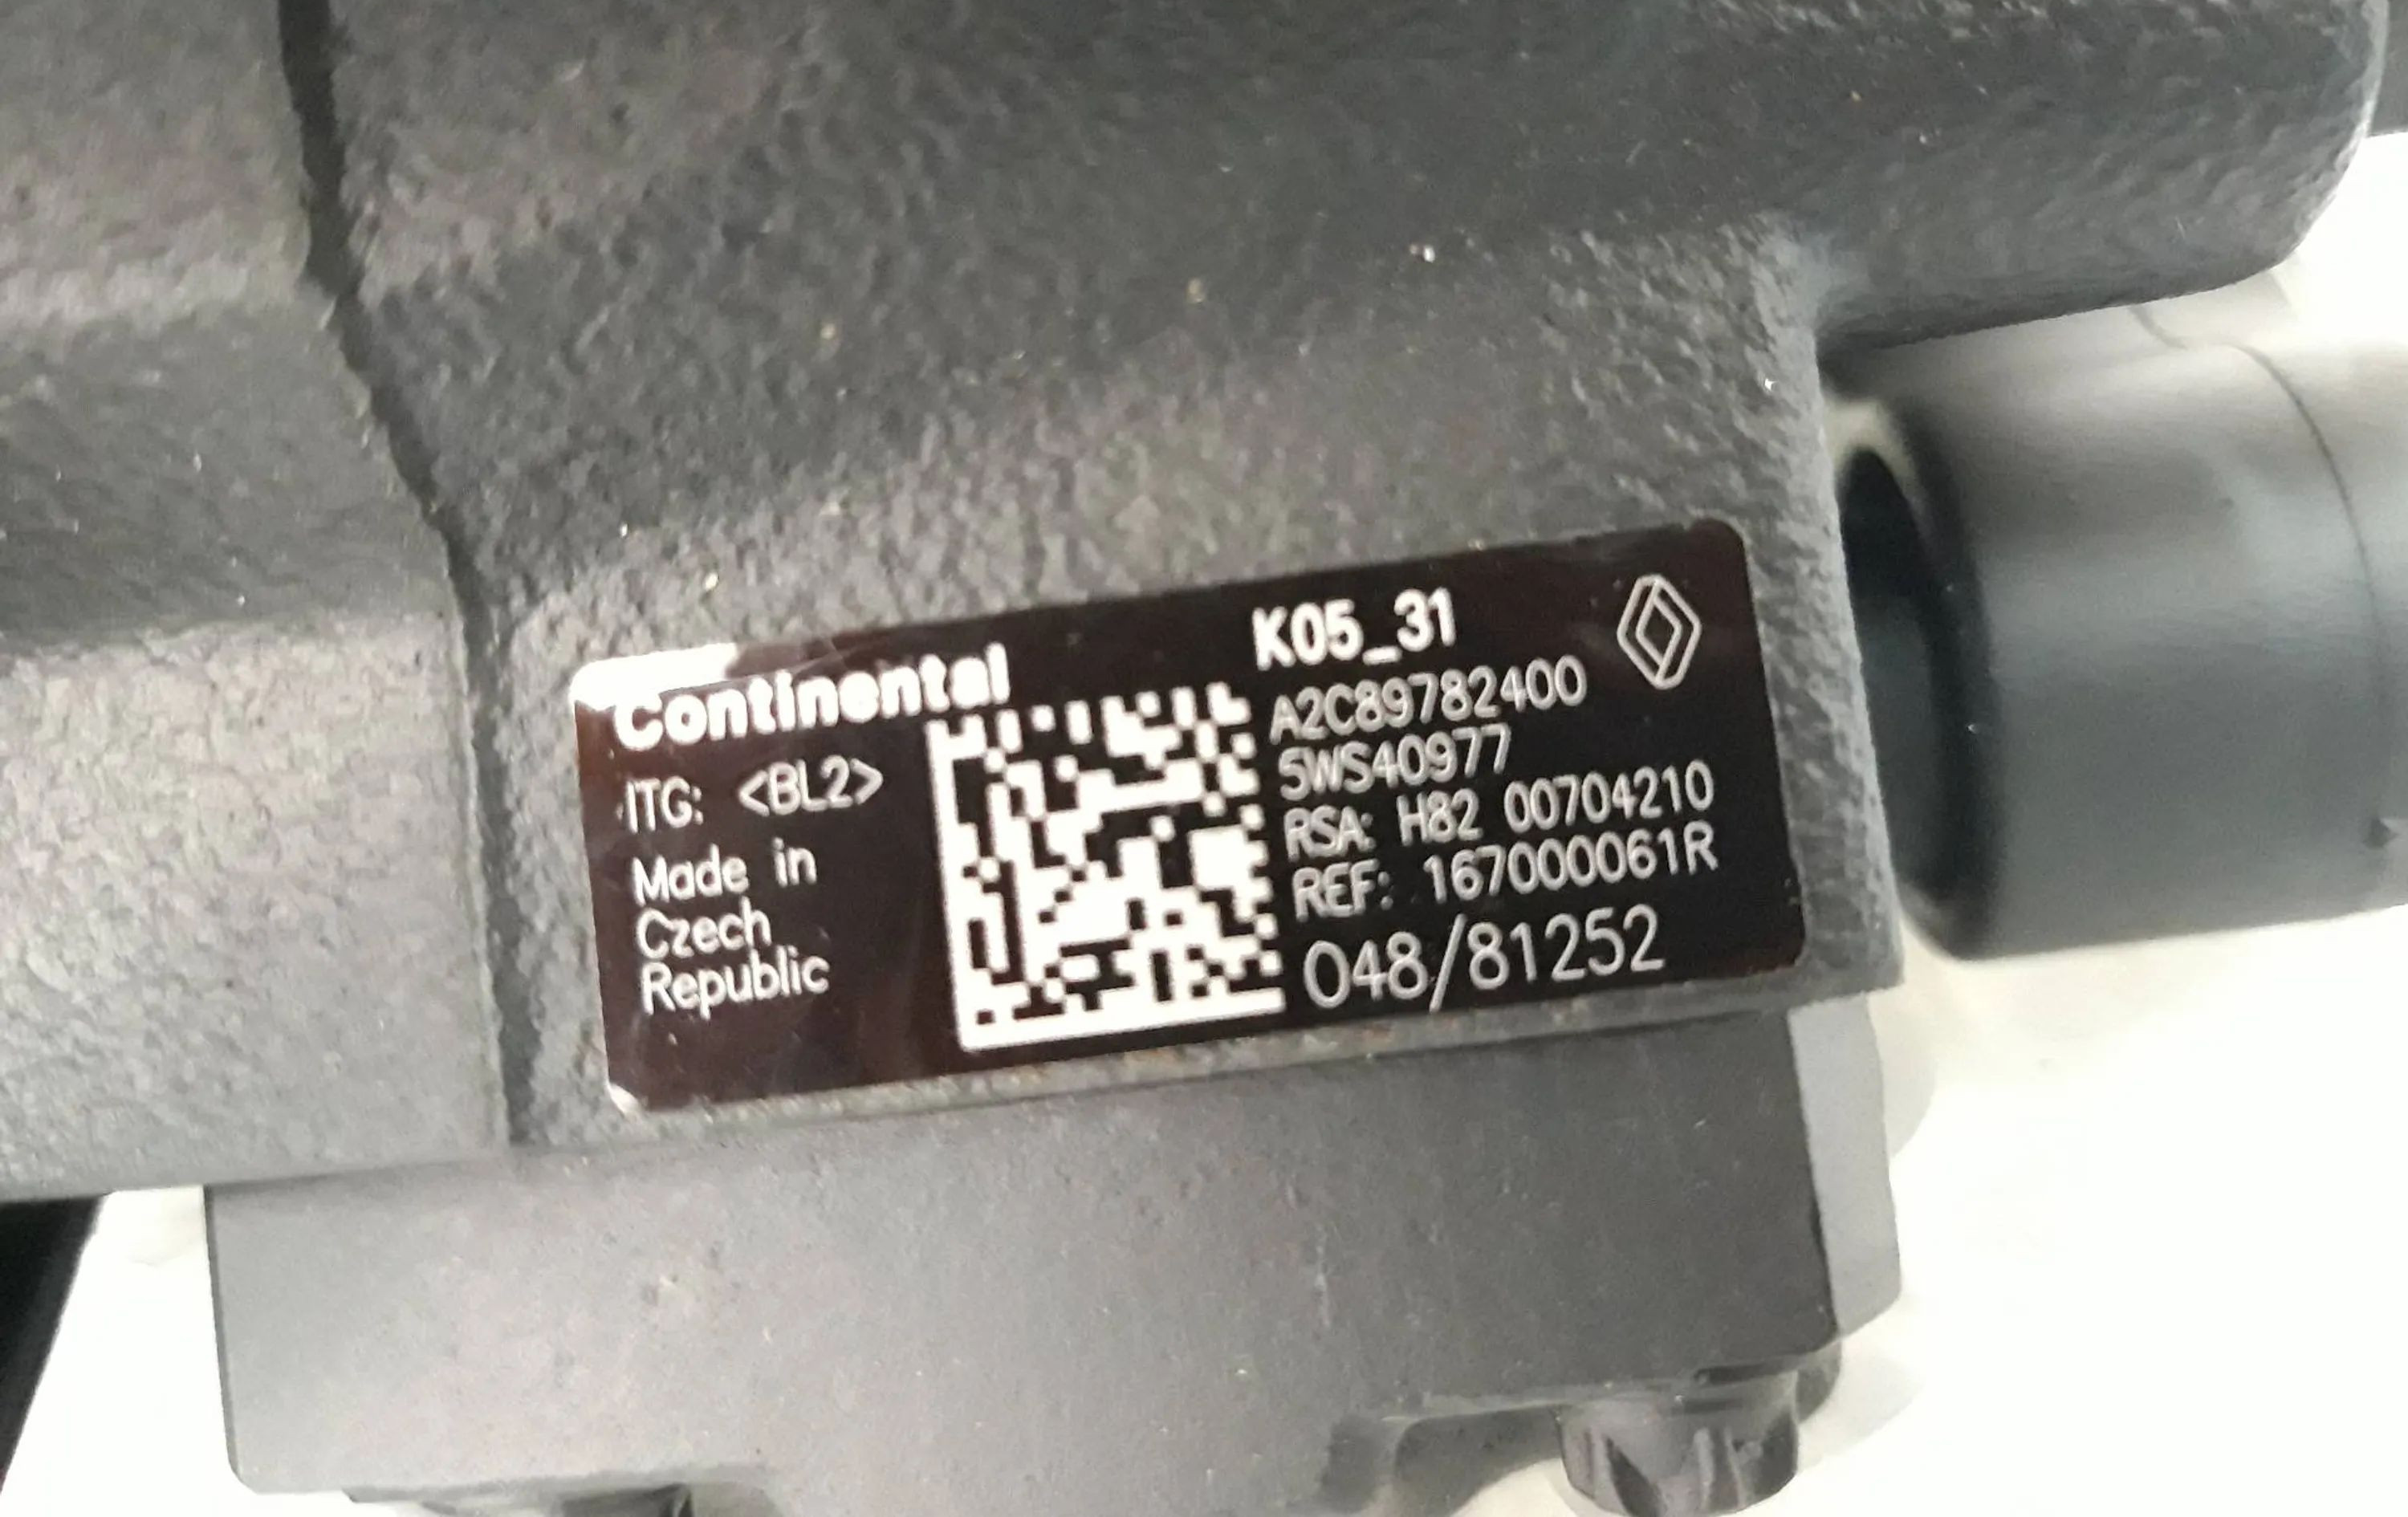 Continental
ITG: <BL2>
Made in
Czech
Republic
K05_31
A2C89782400
5WS40977
RSA: H82 00704210
REF: 167000061R
048/81252